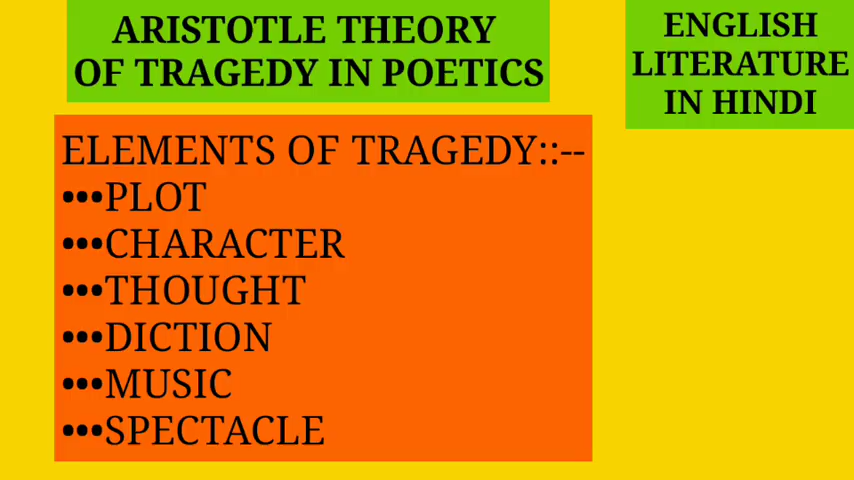 ARISTOTLE THEORY
OF TRAGEDY IN POETICS
ENGLISH
LITERATURE
IN HINDI
ELEMENTS OF TRAGEDY::--
•••PLOT
•••CHARACTER
•••THOUGHT
•••DICTION
•••MUSIC
•••SPECTACLE